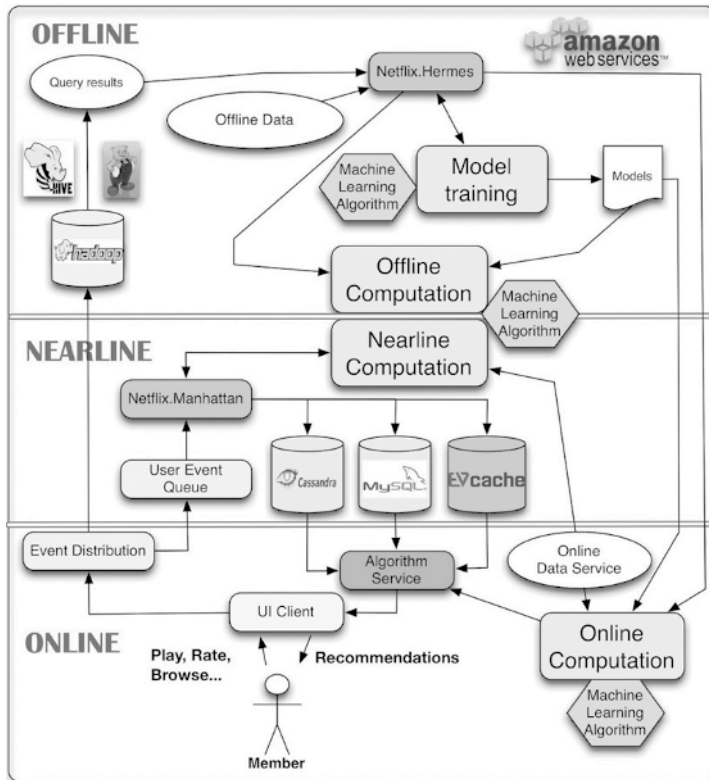 OFFLINE
amazon
web services™
Query results
Netflix.Hermes
Offline Data
HIVE
Machine
Learning
Algorithm
Model
training
Models
hadoop
Offline
Computation
Machine
Learning
Algorithm
NEARLINE
Nearline
Computation
Netflix.Manhattan
User Event
Queue
Cassandra
MySQL
EVcache
Event Distribution
Algorithm
Service
Online
Data Service
UI Client
ONLINE
Play, Rate,
Browse...
Recommendations
Online
Computation
Machine
Learning
Algorithm
Member